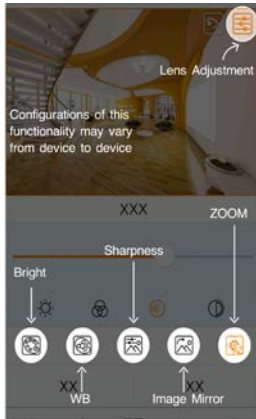 Lens Adjustment
Configurations of this
functionality may vary
from device to device
XXX
ZOOM
Sharpness
Bright
XX
XX
WB
Image Mirror